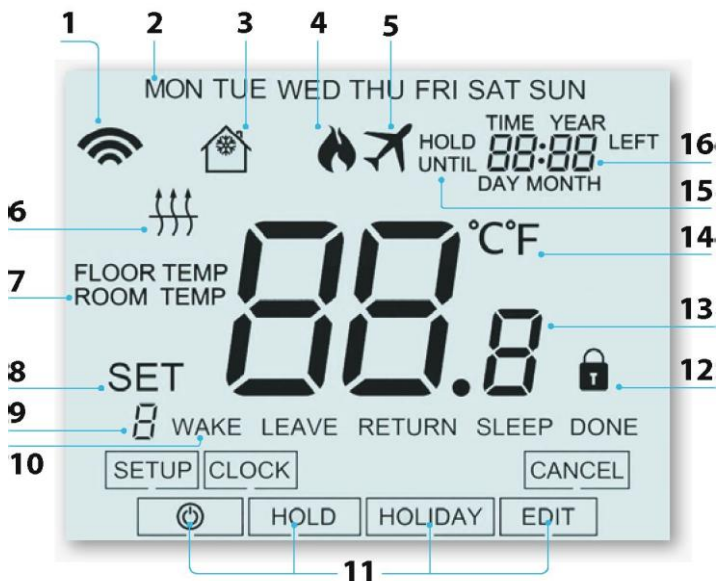 1 2 3 4 5
MON TUE WED THU FRI SAT SUN
TIME YEAR
HOLD 88:88 LEFT 16
UNTIL
DAY MONTH
15
6
°C°F
14
FLOOR TEMP
7 ROOM TEMP
88.8
13
8 SET
12
9 8 WAKE LEAVE RETURN SLEEP DONE
10
SETUP CLOCK CANCEL
HOLD HOLIDAY EDIT
11